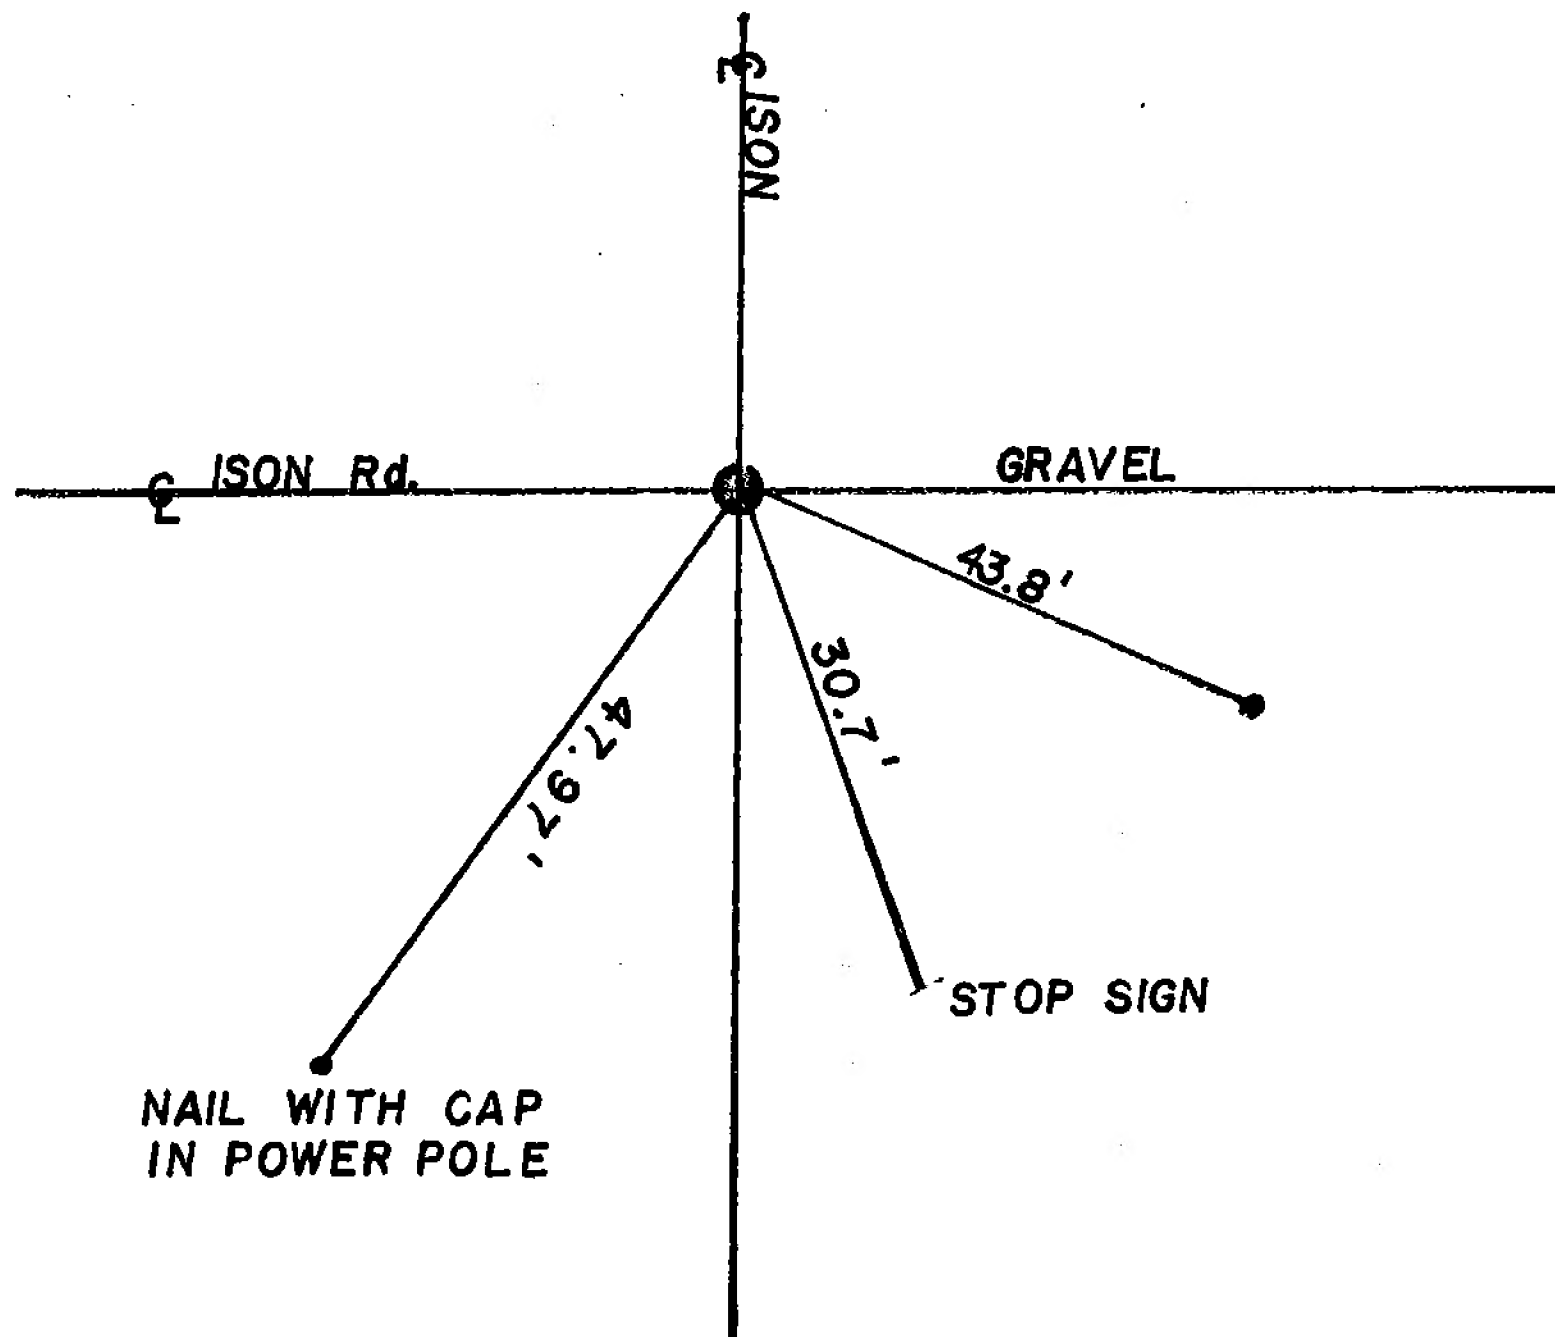 ℄ ISON
℄ ISON Rd.
GRAVEL
43.8'
30.7'
47.97'
STOP SIGN
NAIL WITH CAP
IN POWER POLE